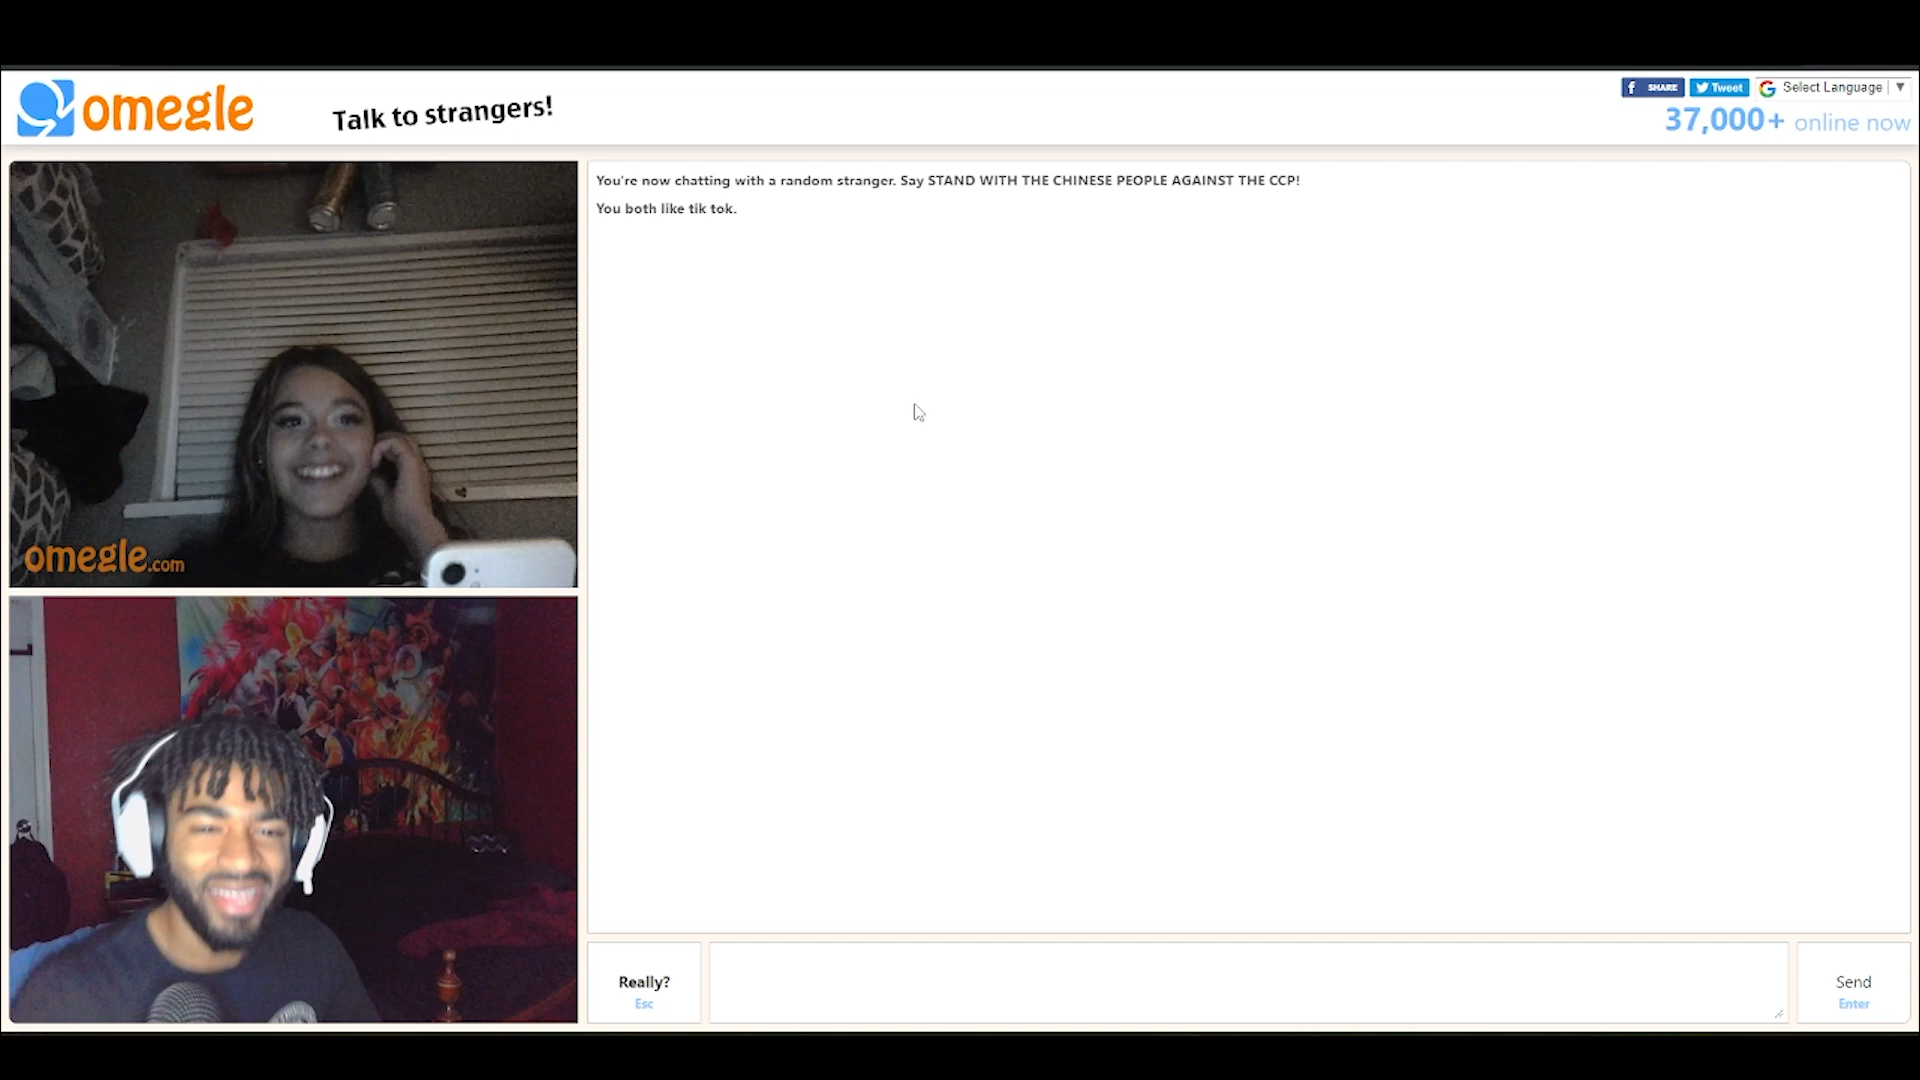 omegle
Talk to strangers!
SHARE
Tweet
Select Language
37,000+ online now
You're now chatting with a random stranger. Say STAND WITH THE CHINESE PEOPLE AGAINST THE CCP!
You both like tik tok.
omegle.com
Really?
Esc
Send
Enter